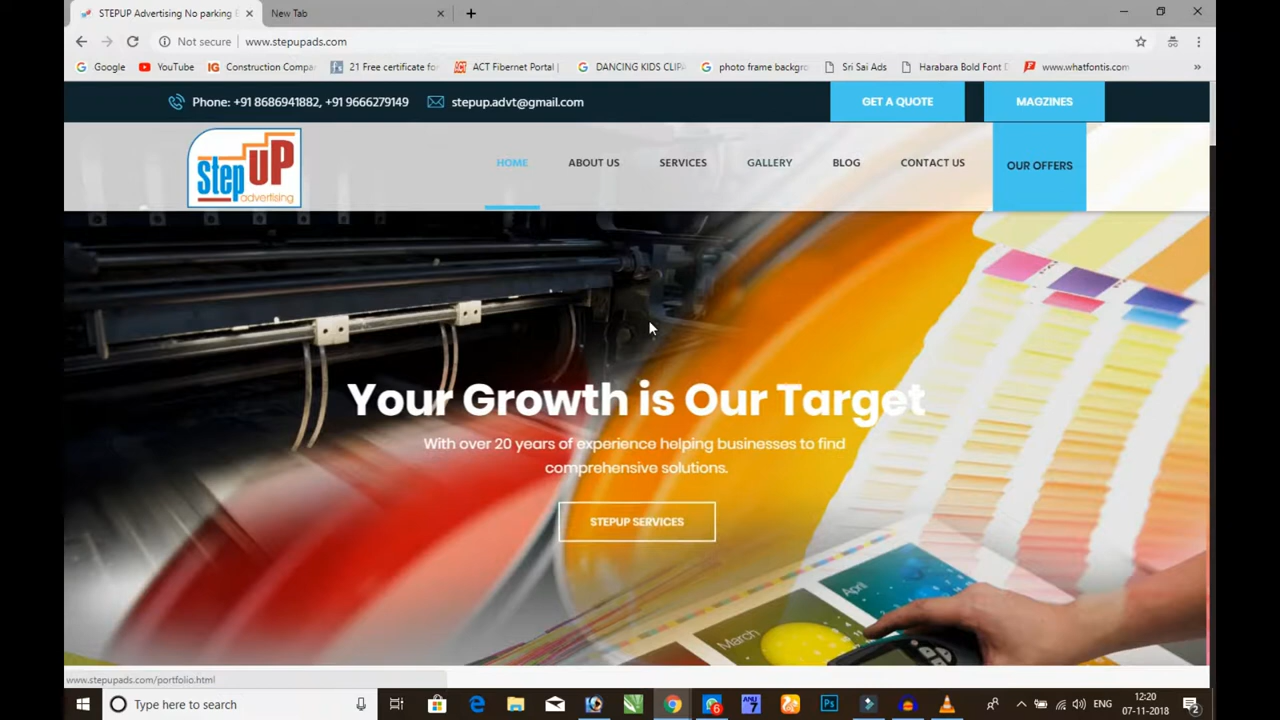 STEPUP Advertising No parking
New Tab
Not secure
www.stepupads.com
Google
YouTube
Construction Compa
21 Free certificate fo
ACT Fibernet Portal |
DANCING KIDS CLIP
photo frame backgro
Sri Sai Ads
Harabara Bold Font D
www.whatfontis.com
»
Phone: +91 8686941882, +91 9666279149
stepup.advt@gmail.com
GET A QUOTE
MAGZINES
Step UP
advertising
HOME
ABOUT US
SERVICES
GALLERY
BLOG
CONTACT US
OUR OFFERS
Your Growth is Our Target
With over 20 years of experience helping businesses to find
comprehensive solutions.
STEPUP SERVICES
April
March
www.stepupads.com/portfolio.html
Type here to search
ENG
12:20
07-11-2018